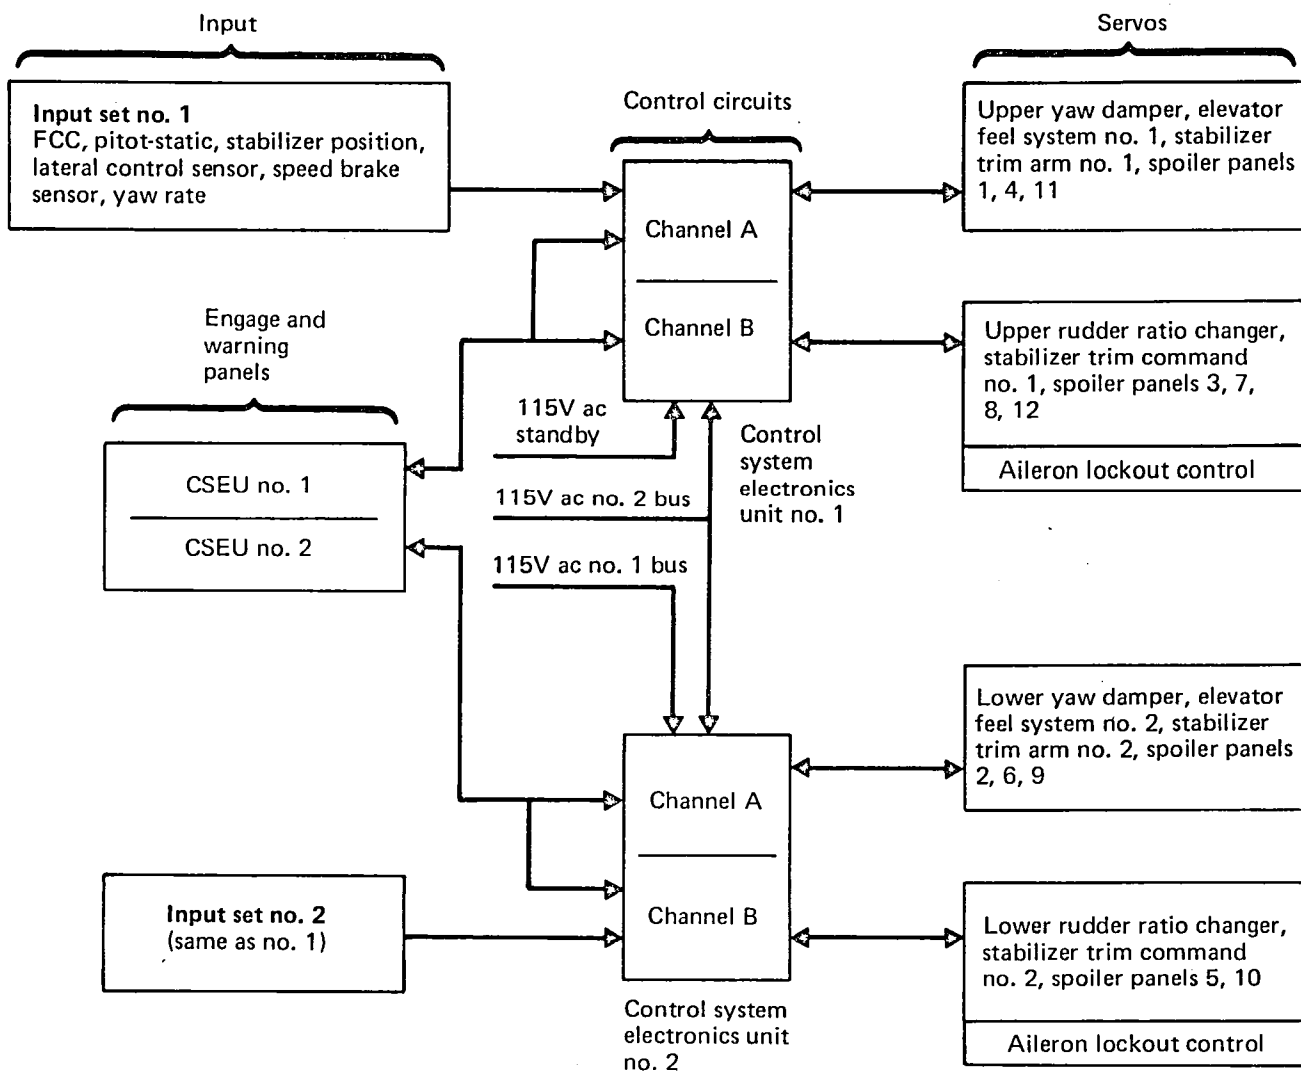 Input
Servos
Input set no. 1
FCC, pitot-static, stabilizer position,
lateral control sensor, speed brake
sensor, yaw rate
Control circuits
Upper yaw damper, elevator
feel system no. 1, stabilizer
trim arm no. 1, spoiler panels
1, 4, 11
Channel A
Channel B
Engage and
warning
panels
Upper rudder ratio changer,
stabilizer trim command
no. 1, spoiler panels 3, 7,
8, 12
Aileron lockout control
115V ac
standby
Control
system
electronics
unit no. 1
CSEU no. 1
CSEU no. 2
115V ac no. 2 bus
115V ac no. 1 bus
Lower yaw damper, elevator
feel system no. 2, stabilizer
trim arm no. 2, spoiler panels
2, 6, 9
Channel A
Channel B
Input set no. 2
(same as no. 1)
Lower rudder ratio changer,
stabilizer trim command
no. 2, spoiler panels 5, 10
Aileron lockout control
Control system
electronics unit
no. 2